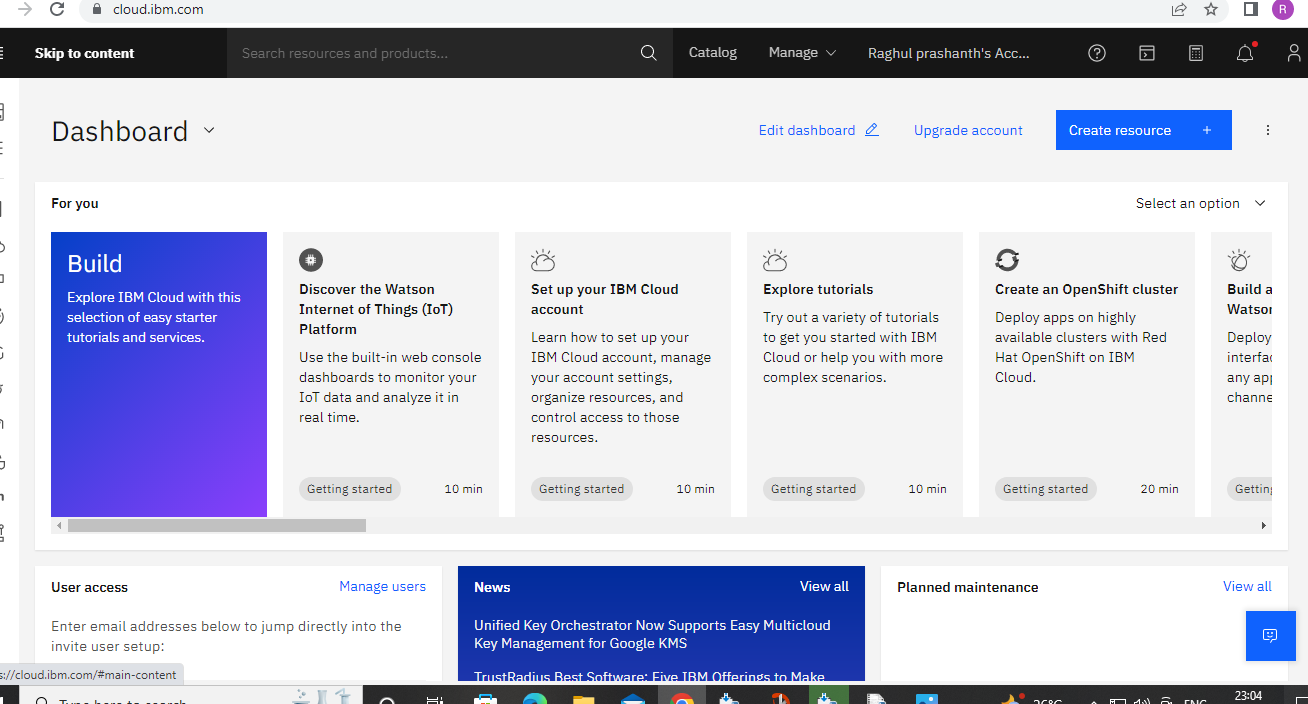 cloud.ibm.com
R
Skip to content
Search resources and products...
Catalog
Manage
Raghul prashanth's Acc...
Dashboard
Edit dashboard
Upgrade account
Create resource +
For you
Select an option
Build
Explore IBM Cloud with this
selection of easy starter
tutorials and services.
Discover the Watson
Internet of Things (IoT)
Platform
Use the built-in web console
dashboards to monitor your
IoT data and analyze it in
real time.
Getting started
10 min
Set up your IBM Cloud
account
Learn how to set up your
IBM Cloud account, manage
your account settings,
organize resources, and
control access to those
resources.
Getting started
10 min
Explore tutorials
Try out a variety of tutorials
to get you started with IBM
Cloud or help you with more
complex scenarios.
Getting started
10 min
Create an OpenShift cluster
Deploy apps on highly
available clusters with Red
Hat OpenShift on IBM
Cloud.
Getting started
20 min
Build a
Watson
Deploy
interfac
any app
channe
Getting
User access
Manage users
Enter email addresses below to jump directly into the
invite user setup:
News
View all
Unified Key Orchestrator Now Supports Easy Multicloud
Key Management for Google KMS
TrustRadius Best Software: Five IBM Offerings to Make
Planned maintenance
View all
s://cloud.ibm.com/#main-content
Type here to search
26°C
ENG
23:04